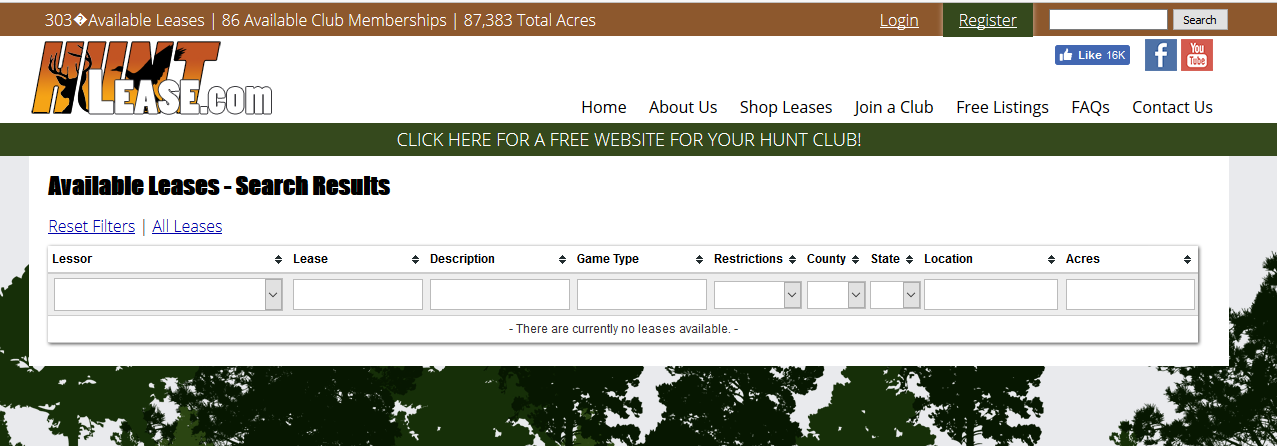 303�Available Leases | 86 Available Club Memberships | 87,383 Total Acres
Login
Register
Search
HUNT
LEASE.com
Like 16K
f
You
Tube
Home About Us Shop Leases Join a Club Free Listings FAQs Contact Us
CLICK HERE FOR A FREE WEBSITE FOR YOUR HUNT CLUB!
Available Leases - Search Results
Reset Filters | All Leases
Lessor Lease Description Game Type Restrictions County State Location Acres
- There are currently no leases available. -